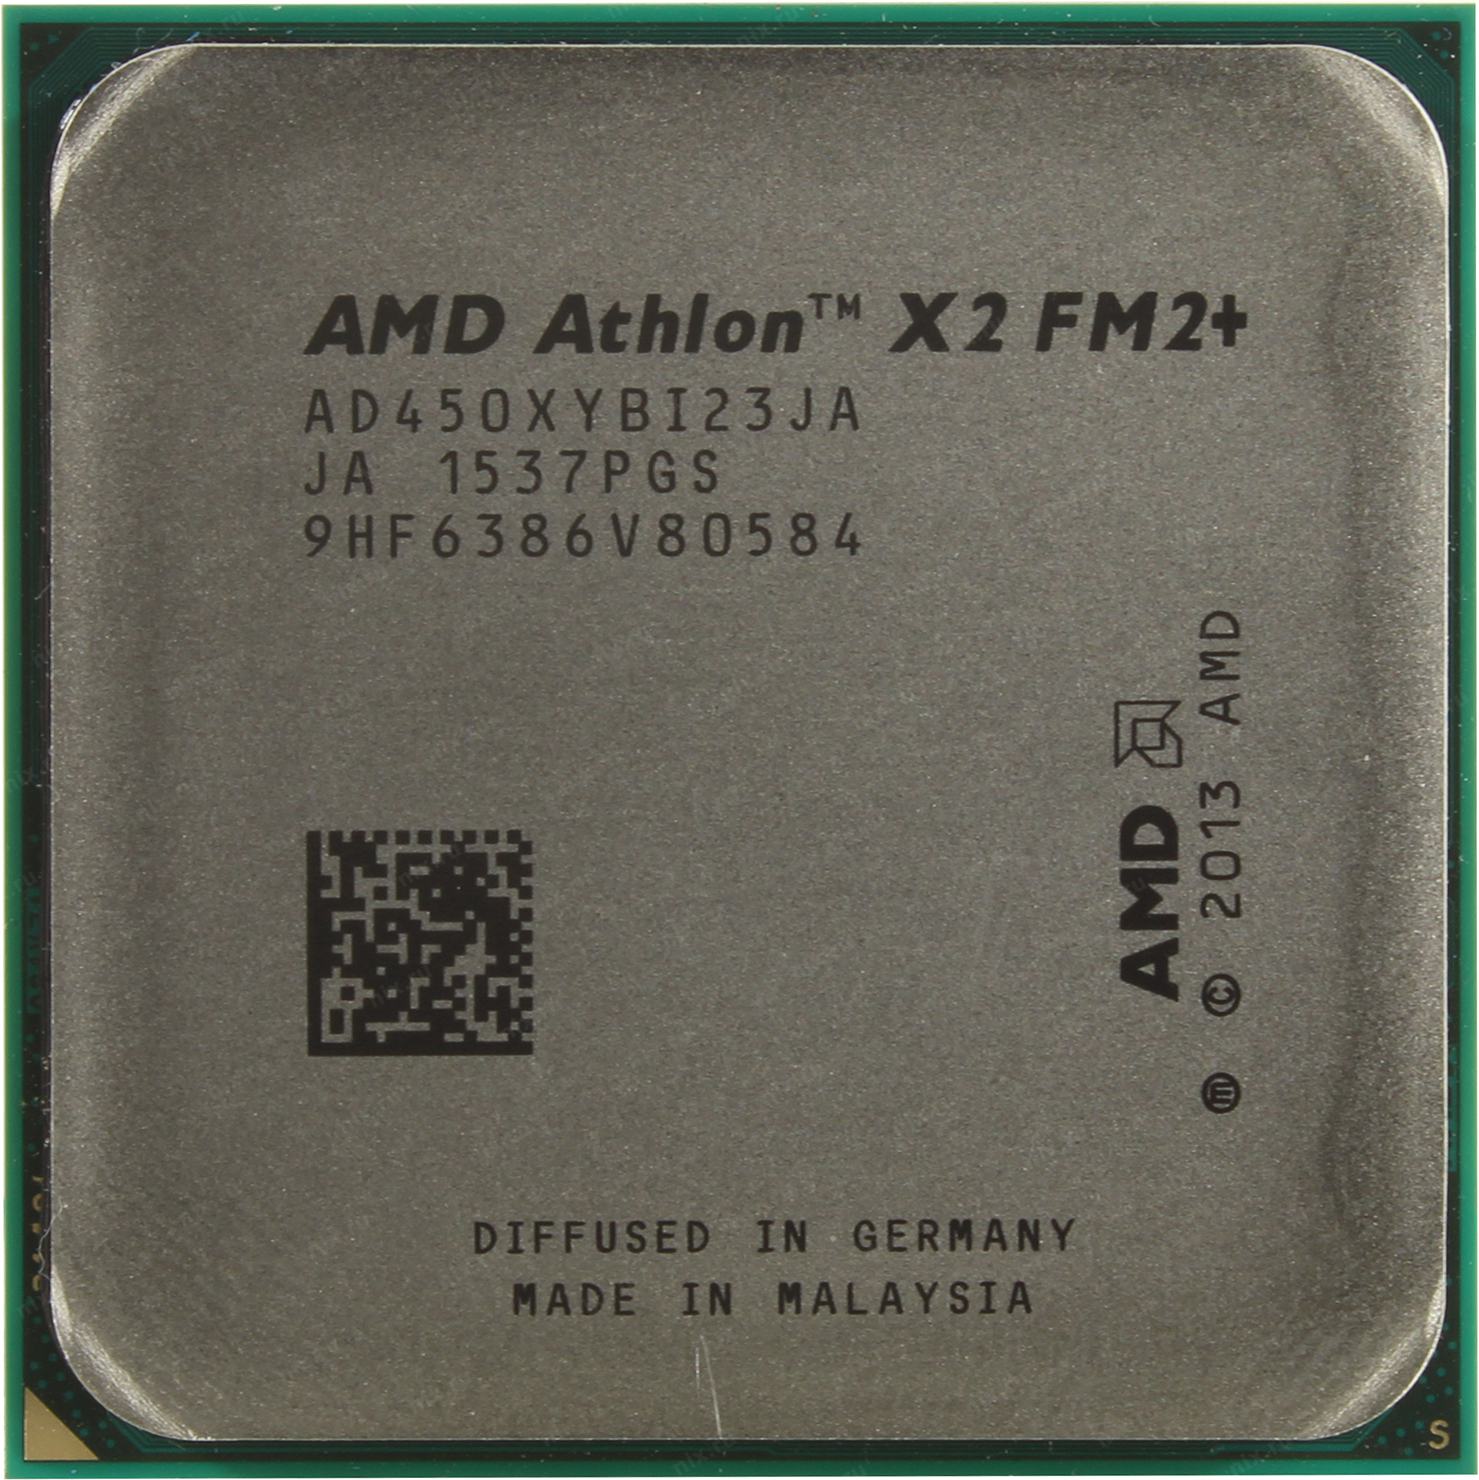 AMD Athlon™ X2 FM2+
AD450XYBI23JA
JA 1537PGS
9HF6386V80584
AMD
ⓜ © 2013 AMD
DIFFUSED IN GERMANY
MADE IN MALAYSIA
S